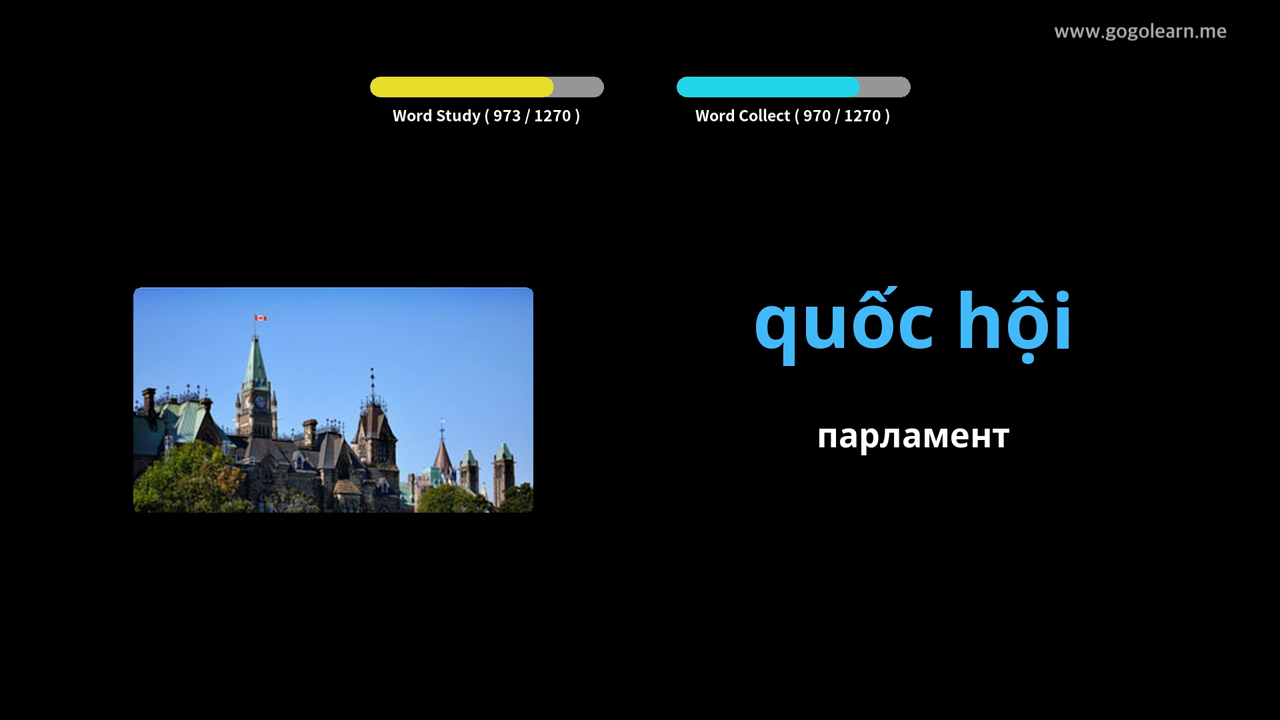 www.gogolearn.me
Word Study ( 973 / 1270 )
Word Collect ( 970 / 1270 )
quốc hội
парламент